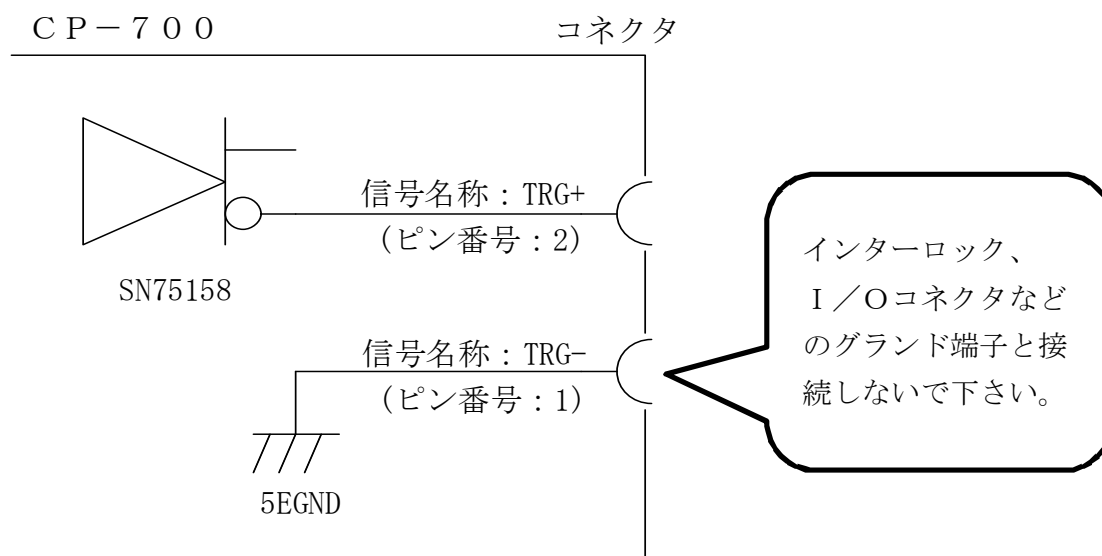 ＣＰ－７００
コネクタ
信号名称：TRG+
(ピン番号：2)
SN75158
信号名称：TRG−
(ピン番号：1)
5EGND
インターロック、
Ｉ／Ｏコネクタなど
のグランド端子と接
続しないで下さい。